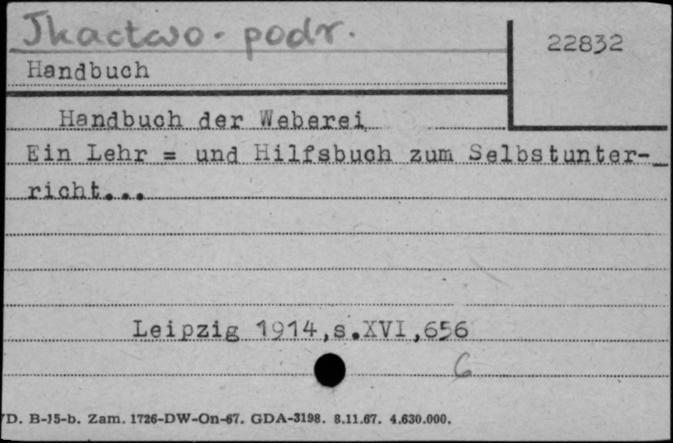 Tkactwo - podr.
22832
Handbuch
Handbuch der Weberei
Ein Lehr = und Hilfsbuch zum Selbstunter-
richt...
Leipzig 1914,s.XVI,656
6
D. B-15-b. Zam. 1726-DW-On-67. GDA-3198. 8.11.67. 4.630.000.